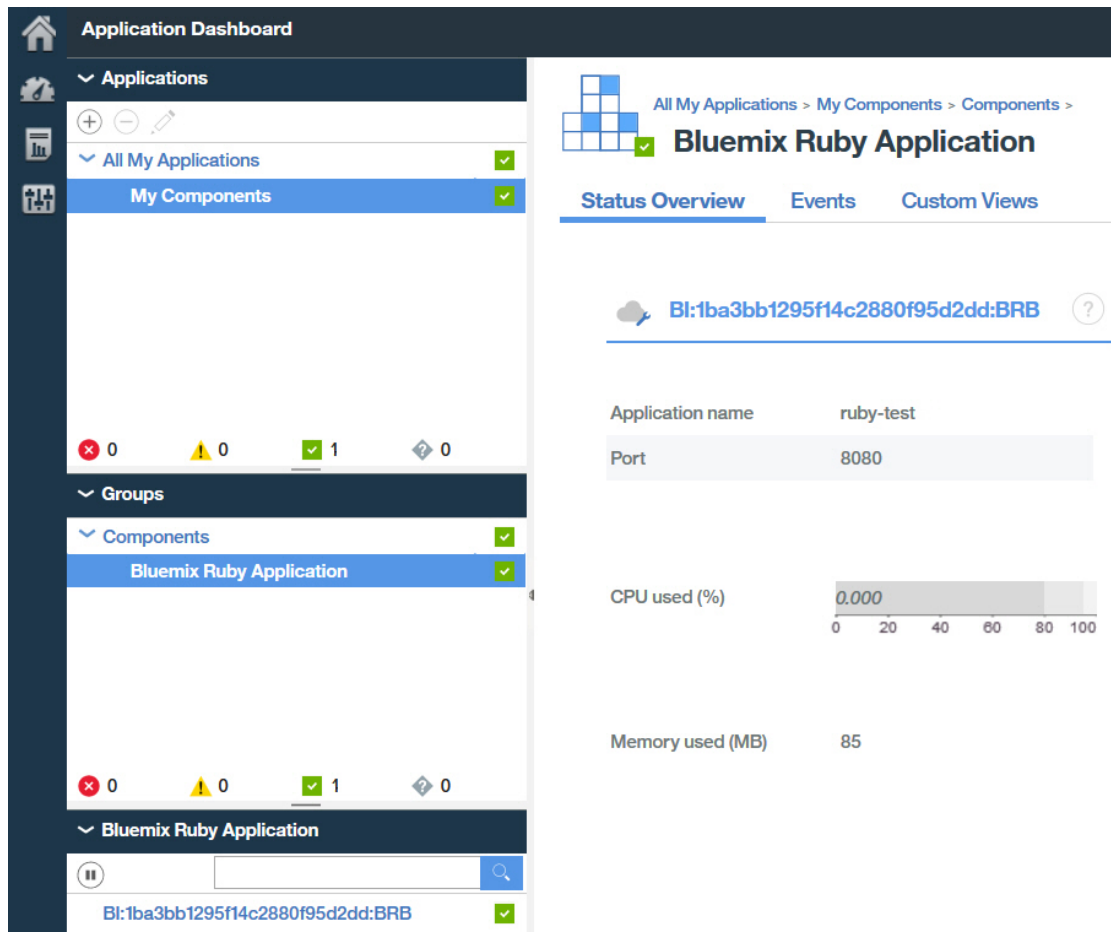 Application Dashboard
Applications
All My Applications
My Components
0 0 1 0
Groups
Components
Bluemix Ruby Application
0 0 1 0
Bluemix Ruby Application
BI:1ba3bb1295f14c2880f95d2dd:BRB
All My Applications > My Components > Components >
Bluemix Ruby Application
Status Overview Events Custom Views
BI:1ba3bb1295f14c2880f95d2dd:BRB ?
Application name ruby-test
Port 8080
CPU used (%) 0.000
0 20 40 60 80 100
Memory used (MB) 85